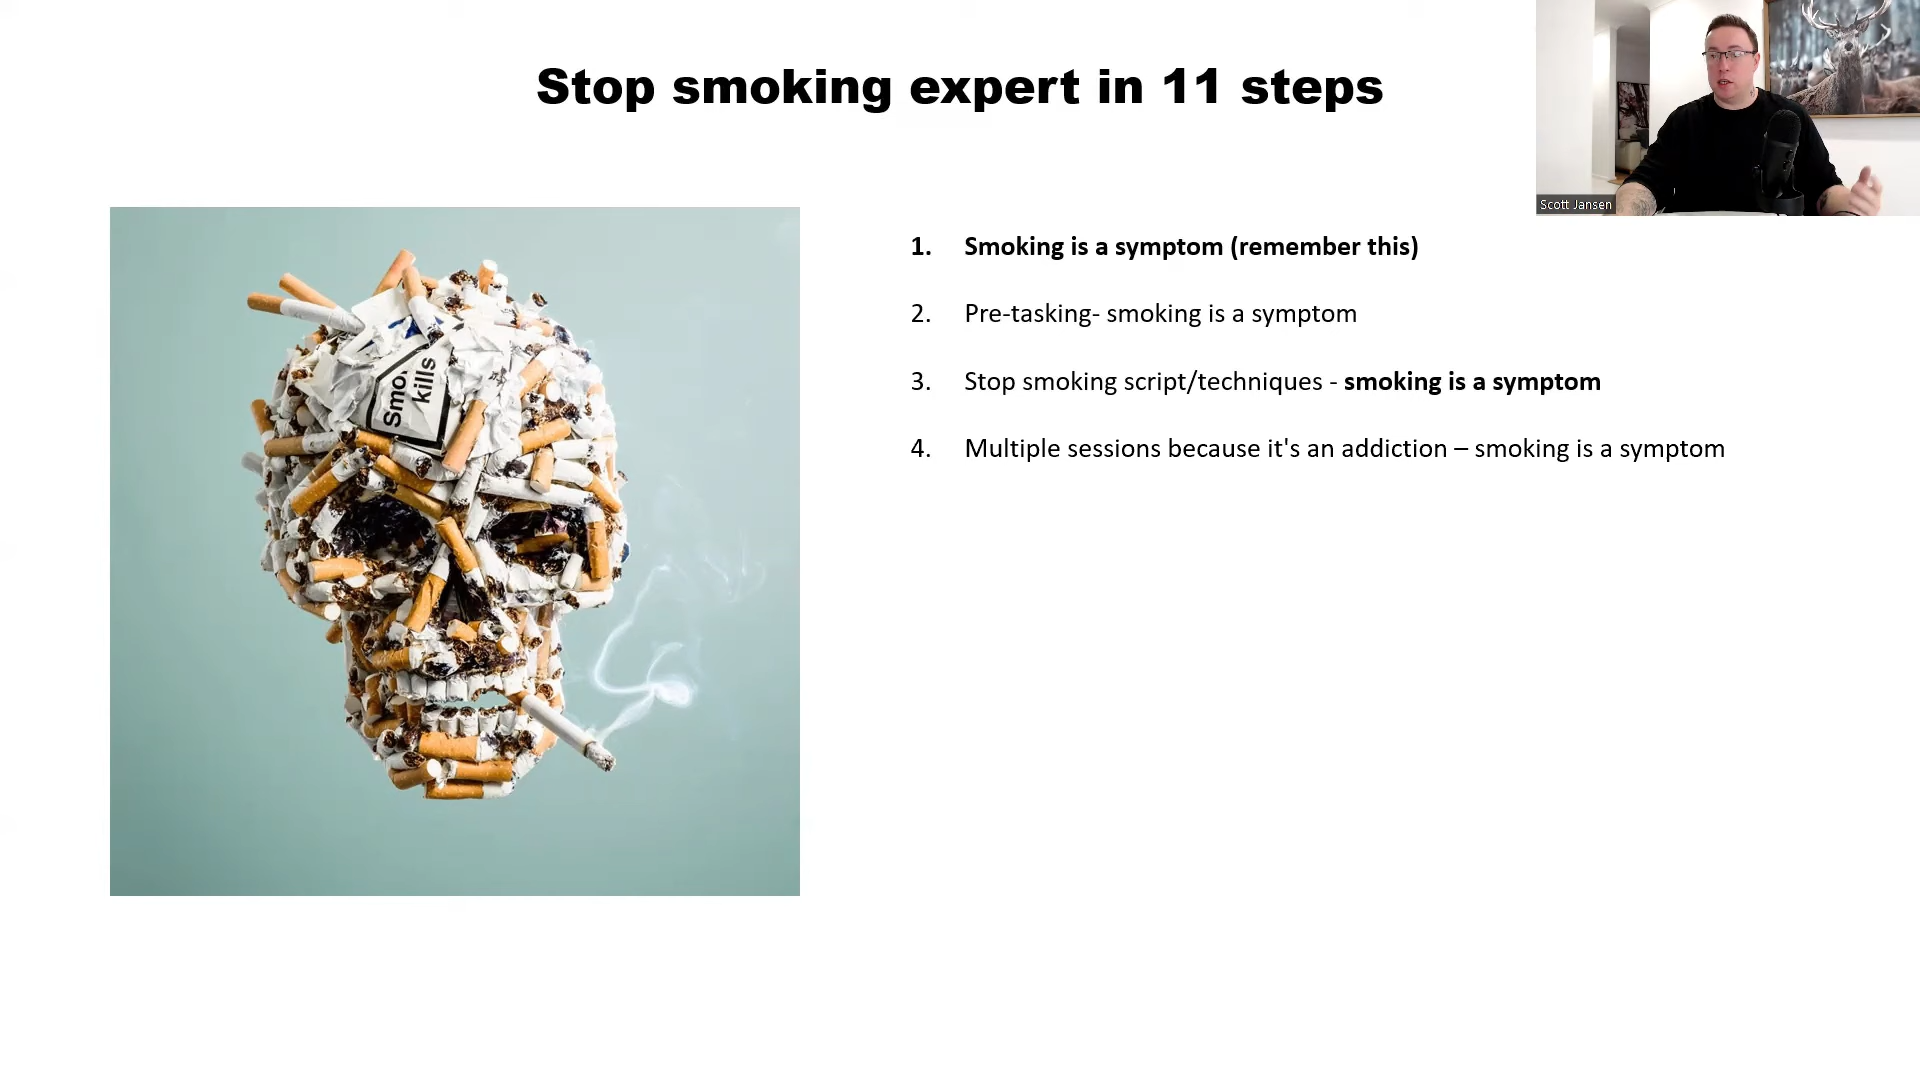 Stop smoking expert in 11 steps
Scott Jansen
1. Smoking is a symptom (remember this)
2. Pre-tasking- smoking is a symptom
3. Stop smoking script/techniques - smoking is a symptom
4. Multiple sessions because it's an addiction – smoking is a symptom
Smo
kills